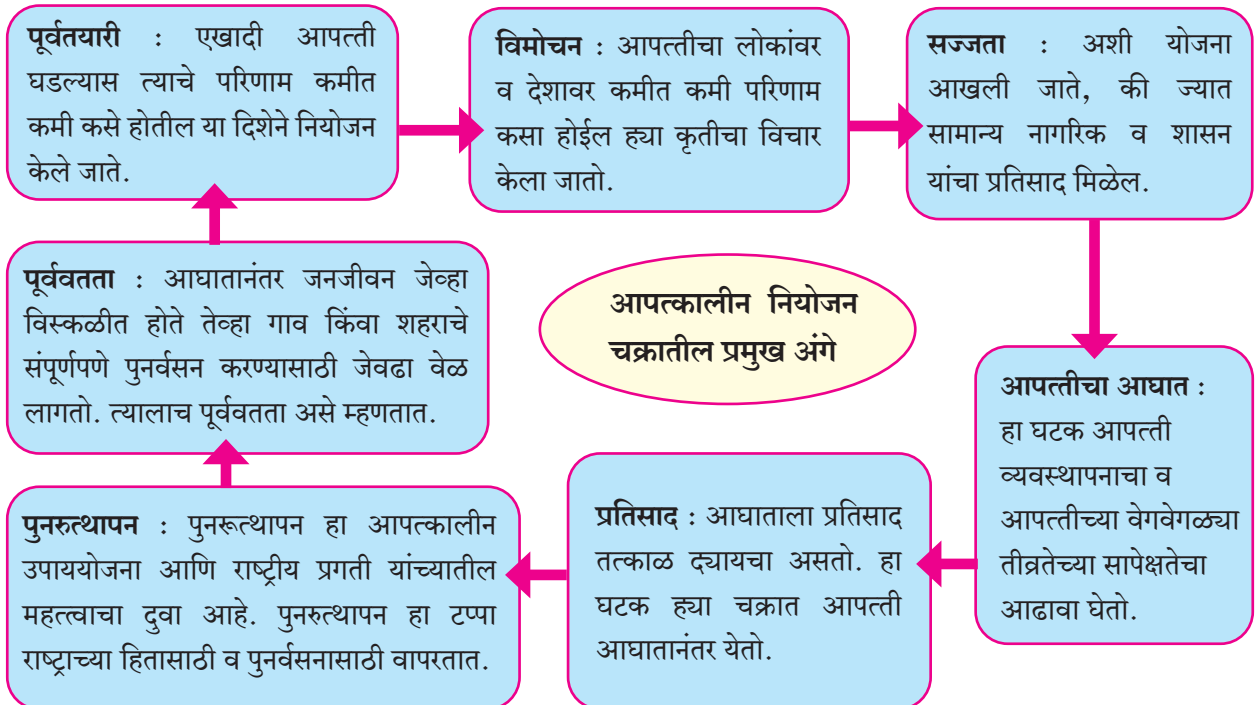 पूर्वतयारी : एखादी आपत्ती
घडल्यास त्याचे परिणाम कमीत
कमी कसे होतील या दिशेने नियोजन
केले जाते.
विमोचन : आपत्तीचा लोकांवर
व देशावर कमीत कमी परिणाम
कसा होईल ह्या कृतीचा विचार
केला जातो.
सज्जता : अशी योजना
आखली जाते, की ज्यात
सामान्य नागरिक व शासन
यांचा प्रतिसाद मिळेल.
पूर्ववतता : आघातानंतर जनजीवन जेव्हा
विस्कळीत होते तेव्हा गाव किंवा शहराचे
संपूर्णपणे पुनर्वसन करण्यासाठी जेवढा वेळ
लागतो. त्यालाच पूर्ववतता असे म्हणतात.
आपत्कालीन नियोजन
चक्रातील प्रमुख अंगे
आपत्तीचा आघात :
हा घटक आपत्ती
व्यवस्थापनाचा व
आपत्तीच्या वेगवेगळ्या
तीव्रतेच्या सापेक्षतेचा
आढावा घेतो.
पुनरुत्थापन : पुनरूत्थापन हा आपत्कालीन
उपाययोजना आणि राष्ट्रीय प्रगती यांच्यातील
महत्त्वाचा दुवा आहे. पुनरुत्थापन हा टप्पा
राष्ट्राच्या हितासाठी व पुनर्वसनासाठी वापरतात.
प्रतिसाद : आघाताला प्रतिसाद
तत्काळ द्यायचा असतो. हा
घटक ह्या चक्रात आपत्ती
आघातानंतर येतो.